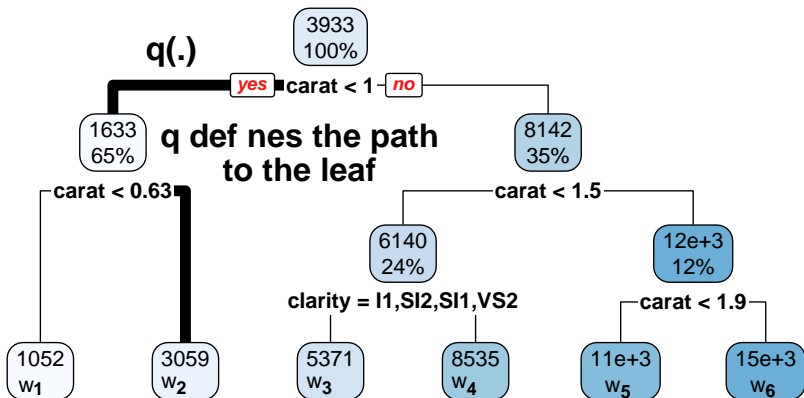 3933
100%
q(.)
yes carat < 1 no
1633
65%
q def nes the path
to the leaf
8142
35%
carat < 0.63
carat < 1.5
6140
24%
12e+3
12%
clarity = I1,SI2,SI1,VS2
carat < 1.9
1052
w1
3059
w2
5371
w3
8535
w4
11e+3
w5
15e+3
w6